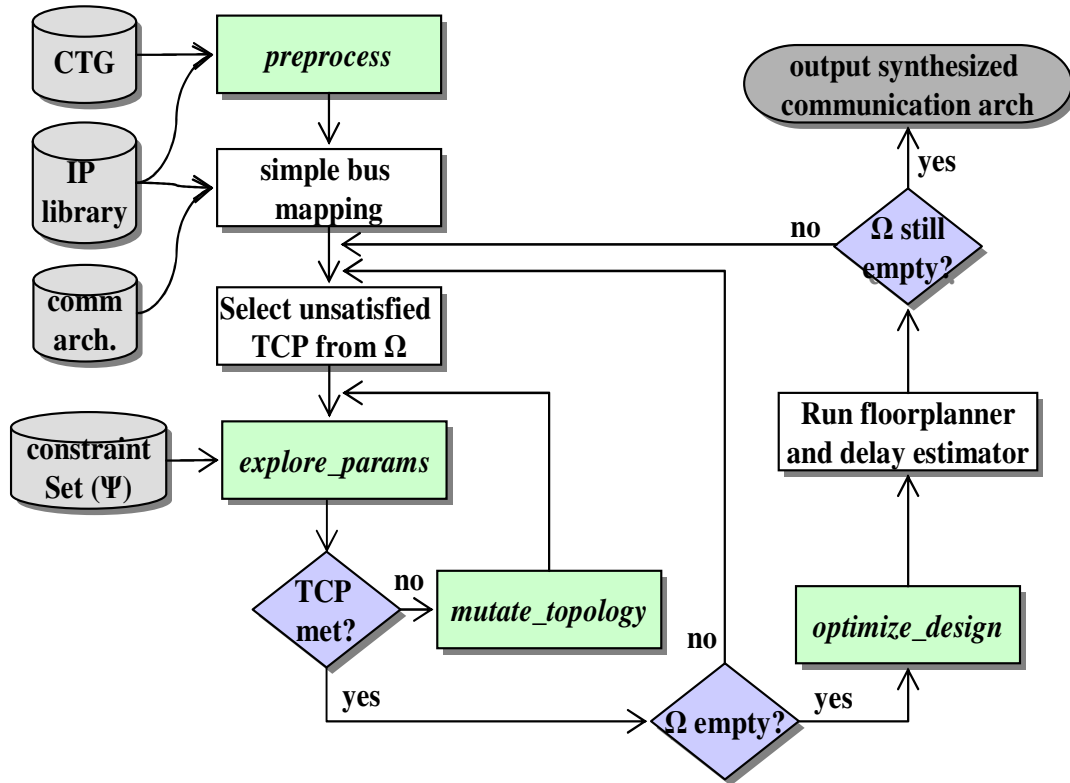 CTG
preprocess
output synthesized
communication arch
IP
library
simple bus
mapping
yes
no
Ω still
empty?
comm
arch.
Select unsatisfied
TCP from Ω
constraint
Set (Ψ)
explore_params
Run floorplanner
and delay estimator
TCP
met?
no
mutate_topology
optimize_design
no
yes
Ω empty?
yes